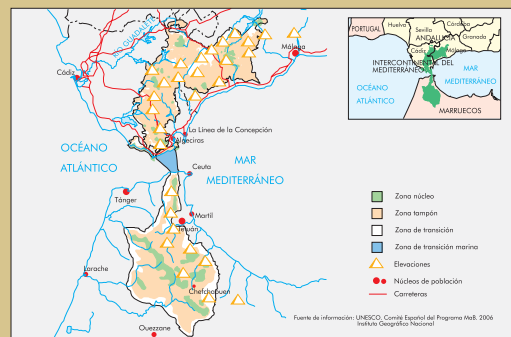 RÍO GUADALETE
Cádiz
Málaga
La Línea de la Concepción
Algeciras
OCÉANO
ATLÁNTICO
MAR
MEDITERRÁNEO
Ceuta
Tánger
Martil
Tetuán
Larache
Chefchaouen
Ouezzane
PORTUGAL
Huelva
Sevilla
Córdoba
ANDALUCÍA
Granada
Cádiz
Málaga
INTERCONTINENTAL DEL
MEDITERRÁNEO
MAR
MEDITERRÁNEO
OCÉANO
ATLÁNTICO
MARRUECOS
Zona núcleo
Zona tampón
Zona de transición
Zona de transición marina
Elevaciones
Núcleos de población
Carreteras
Fuente de información: UNESCO, Comité Español del Programa MaB. 2006
Instituto Geográfico Nacional